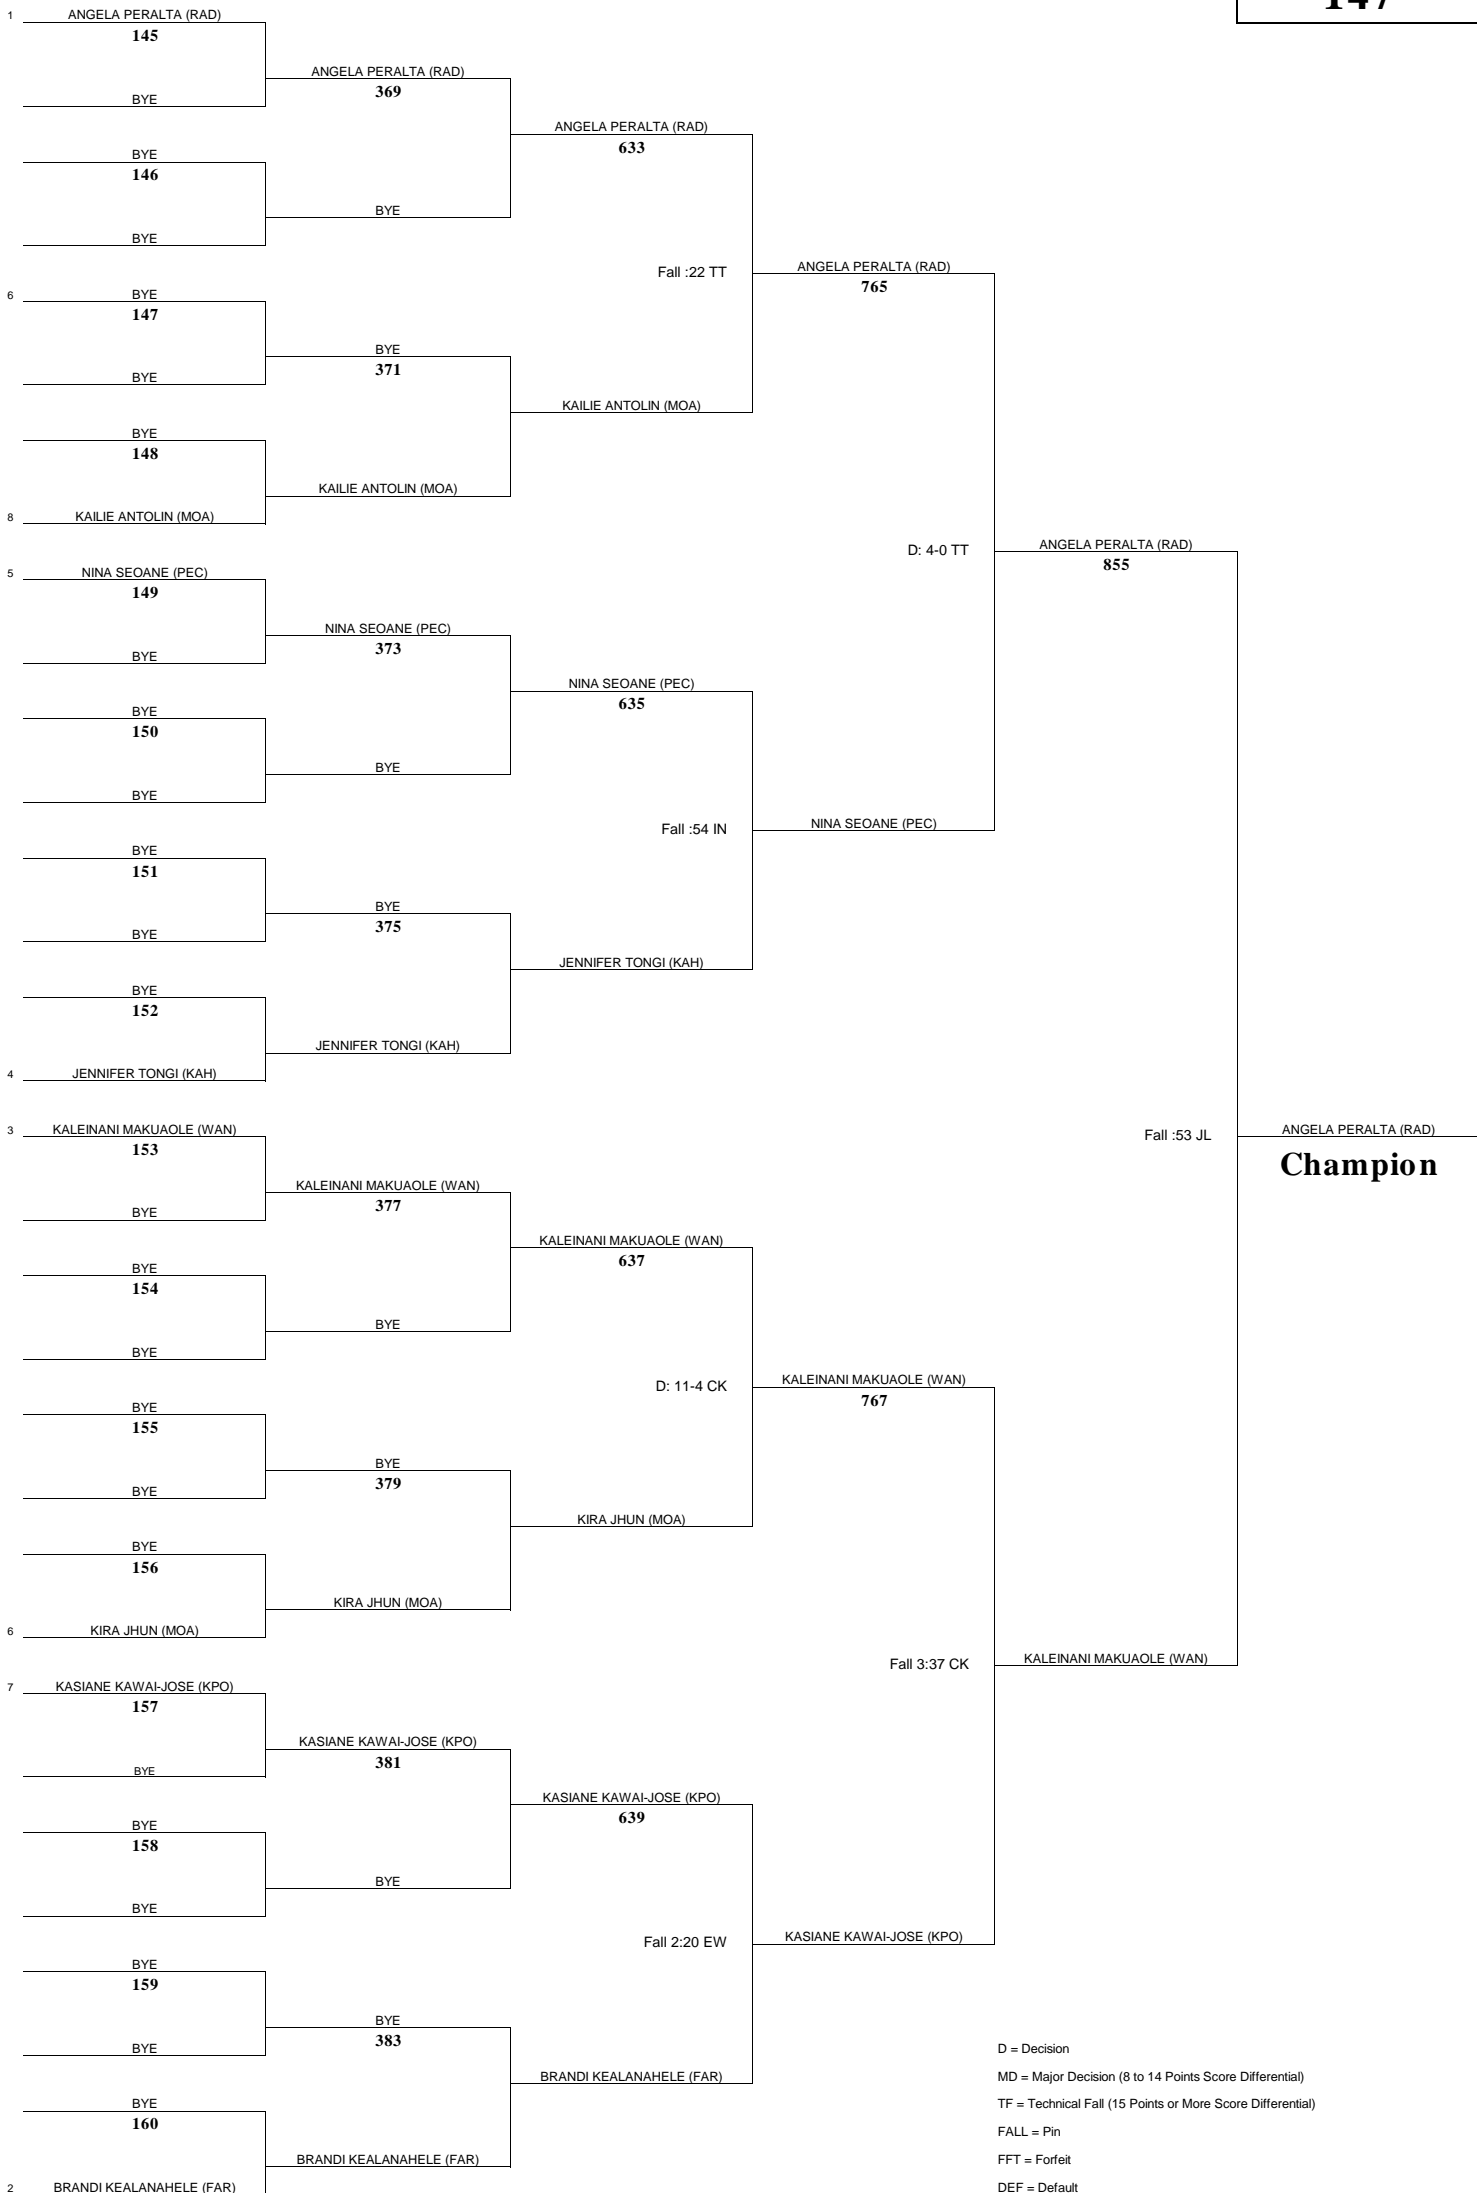 147
1 ANGELA PERALTA (RAD)
145
BYE
BYE
146
BYE
6 BYE
147
BYE
BYE
148
8 KAILIE ANTOLIN (MOA)
5 NINA SEOANE (PEC)
149
BYE
BYE
150
BYE
BYE
151
BYE
BYE
152
4 JENNIFER TONGI (KAH)
3 KALEINANI MAKUAOLE (WAN)
153
BYE
BYE
154
BYE
BYE
155
BYE
BYE
156
6 KIRA JHUN (MOA)
7 KASIANE KAWAI-JOSE (KPO)
157
BYE
BYE
158
BYE
BYE
159
BYE
BYE
160
2 BRANDI KEALANAHELE (FAR)
ANGELA PERALTA (RAD)
369
BYE
BYE
371
KAILIE ANTOLIN (MOA)
NINA SEOANE (PEC)
373
BYE
BYE
375
JENNIFER TONGI (KAH)
KALEINANI MAKUAOLE (WAN)
377
BYE
BYE
379
KIRA JHUN (MOA)
KASIANE KAWAI-JOSE (KPO)
381
BYE
BYE
383
BRANDI KEALANAHELE (FAR)
ANGELA PERALTA (RAD)
633
Fall :22 TT
KAILIE ANTOLIN (MOA)
NINA SEOANE (PEC)
635
Fall :54 IN
JENNIFER TONGI (KAH)
KALEINANI MAKUAOLE (WAN)
637
D: 11-4 CK
KIRA JHUN (MOA)
KASIANE KAWAI-JOSE (KPO)
639
Fall 2:20 EW
BRANDI KEALANAHELE (FAR)
ANGELA PERALTA (RAD)
765
D: 4-0 TT
NINA SEOANE (PEC)
KALEINANI MAKUAOLE (WAN)
767
Fall 3:37 CK
KASIANE KAWAI-JOSE (KPO)
ANGELA PERALTA (RAD)
855
Fall :53 JL
KALEINANI MAKUAOLE (WAN)
ANGELA PERALTA (RAD)
Champion
D = Decision
MD = Major Decision (8 to 14 Points Score Differential)
TF = Technical Fall (15 Points or More Score Differential)
FALL = Pin
FFT = Forfeit
DEF = Default